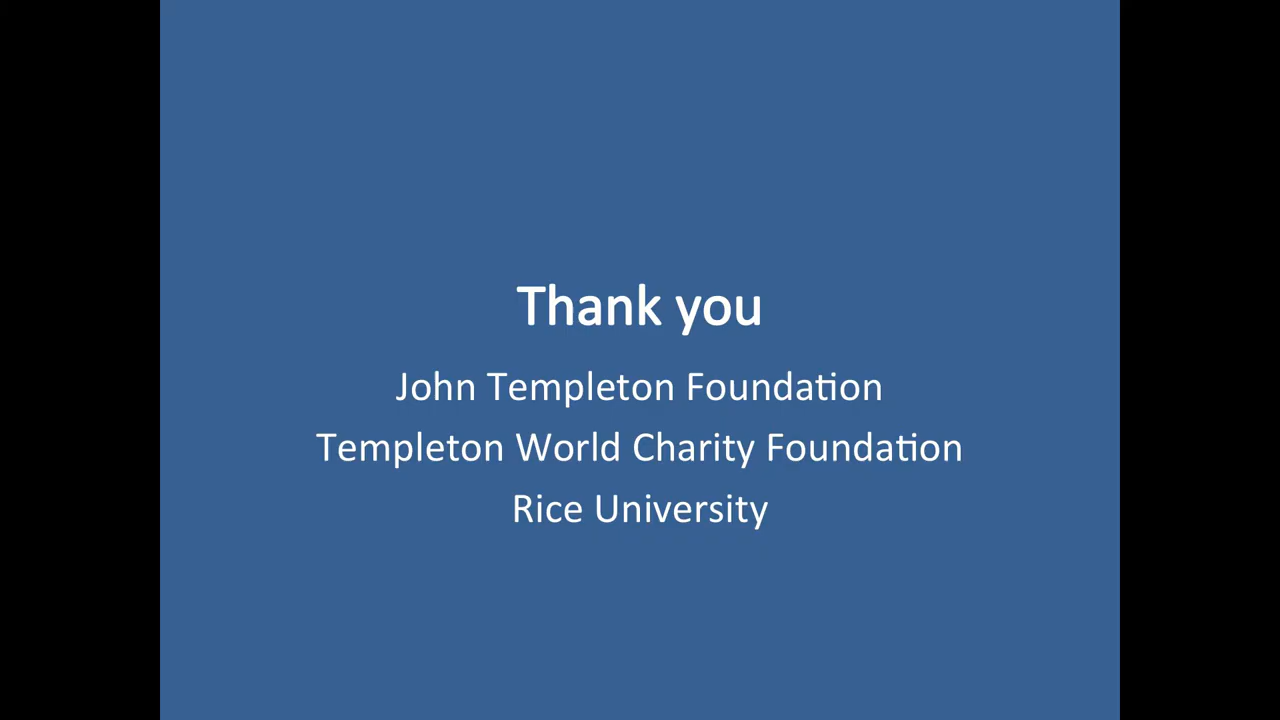 Thank you
John Templeton Foundation
Templeton World Charity Foundation
Rice University